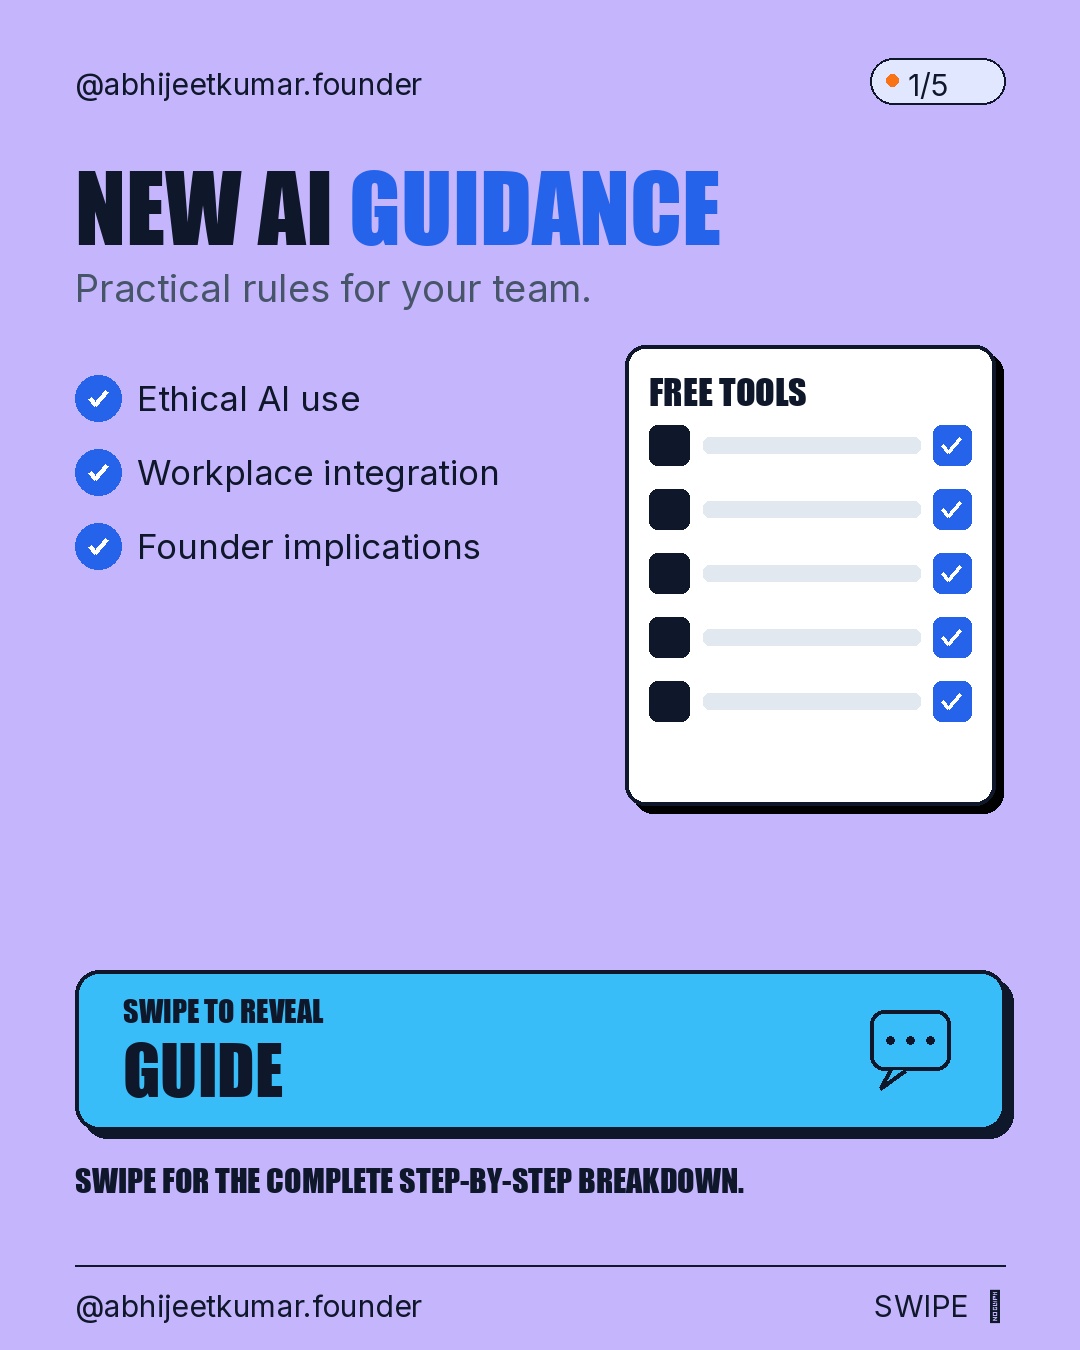 @abhijeetkumar.founder
1/5
NEW AI GUIDANCE
Practical rules for your team.
Ethical AI use
Workplace integration
Founder implications
FREE TOOLS
SWIPE TO REVEAL
GUIDE
SWIPE FOR THE COMPLETE STEP-BY-STEP BREAKDOWN.
@abhijeetkumar.founder
SWIPE